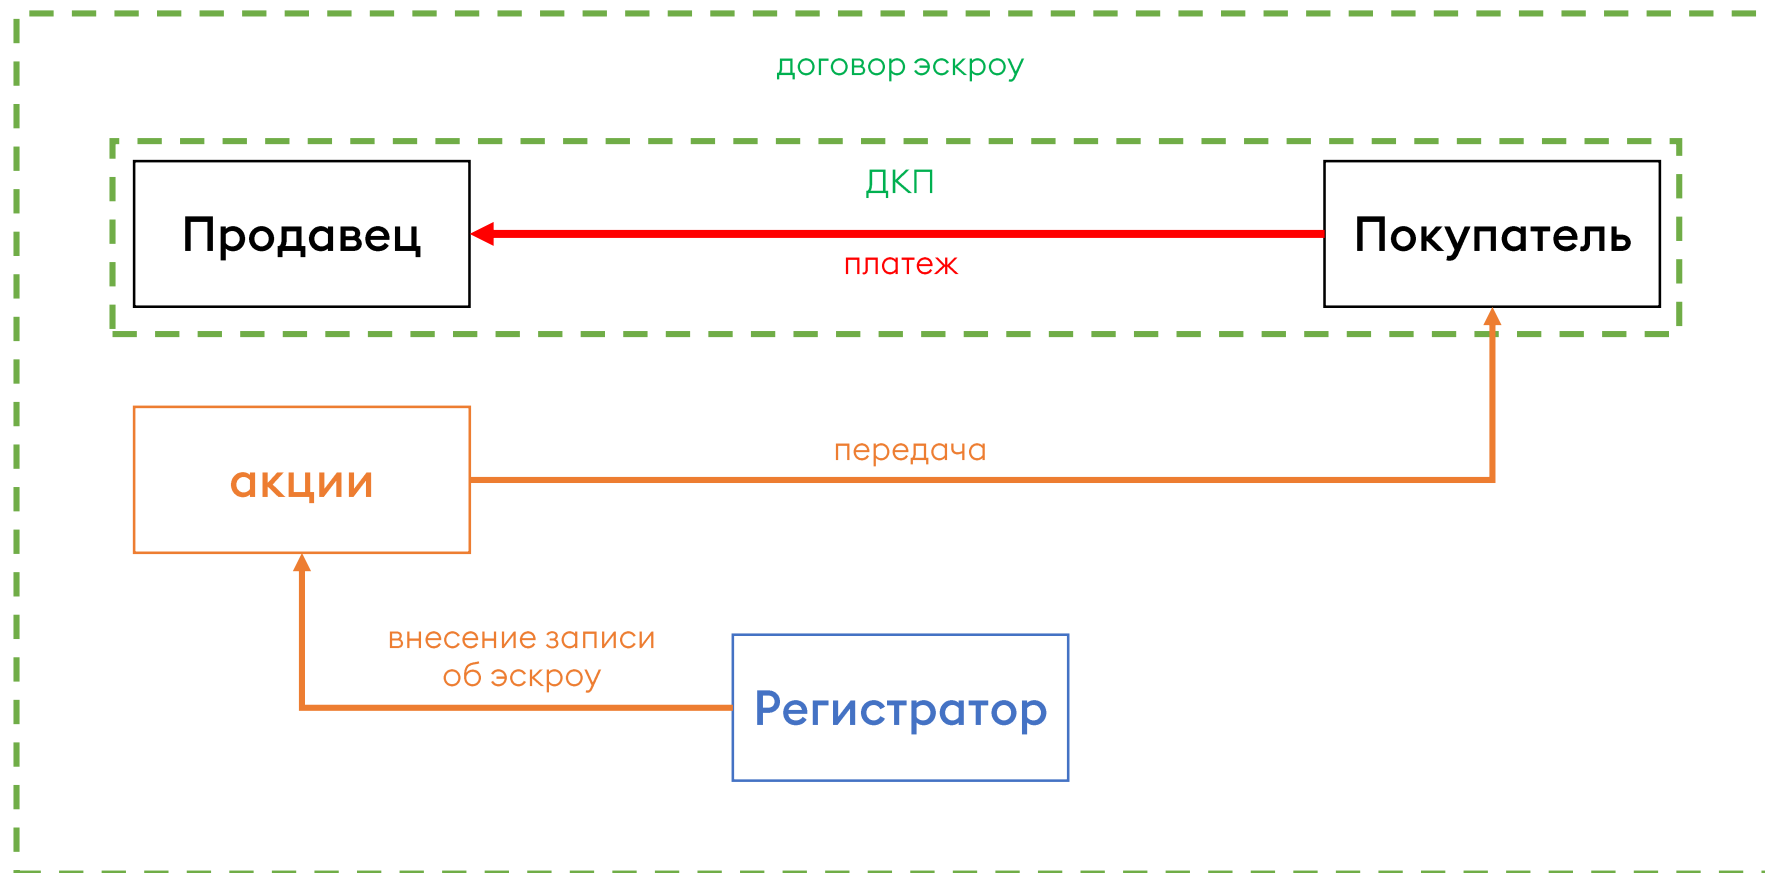 договор эскроу
ДКП
Продавец
Покупатель
платеж
передача
акции
внесение записи
об эскроу
Регистратор